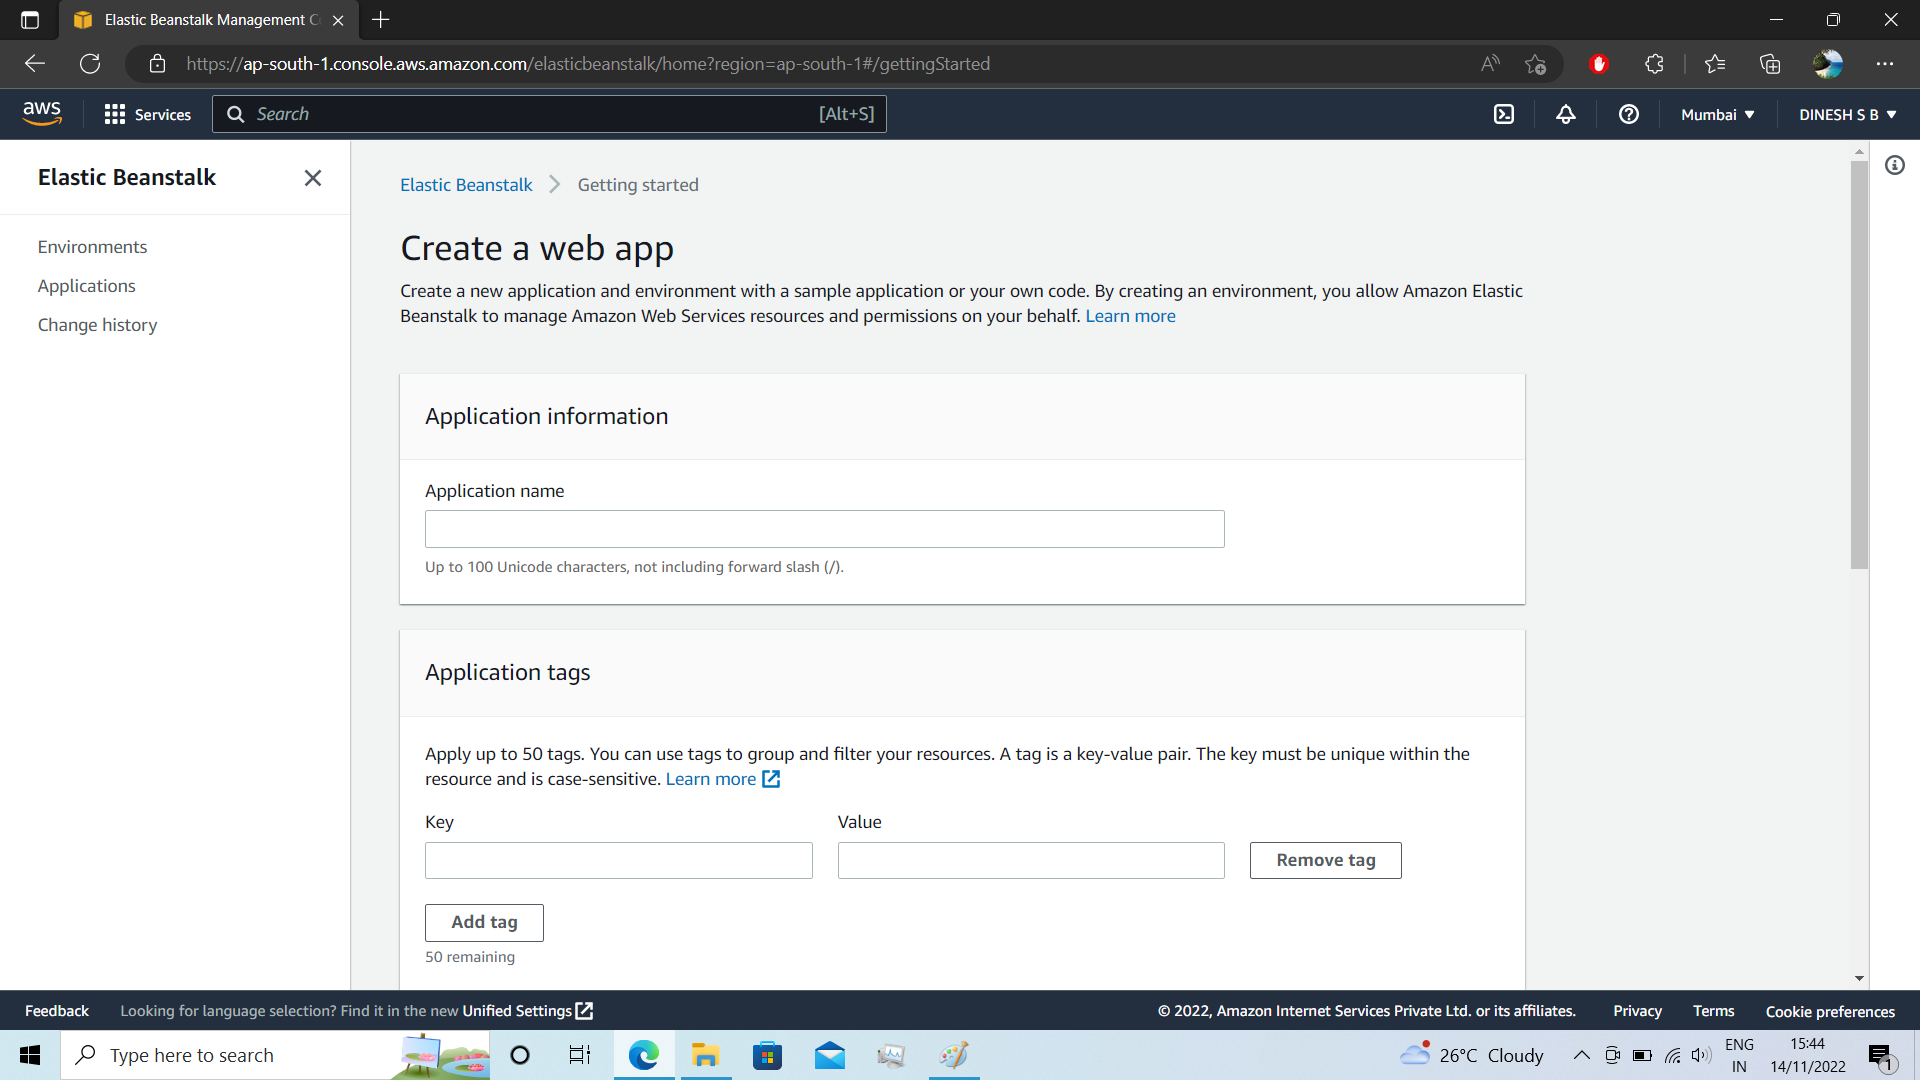 Elastic Beanstalk Management C
https://ap-south-1.console.aws.amazon.com/elasticbeanstalk/home?region=ap-south-1#/gettingStarted
aws
Services
Search
[Alt+S]
Mumbai
DINESH S B
Elastic Beanstalk
Environments
Applications
Change history
Elastic Beanstalk
Getting started
Create a web app
Create a new application and environment with a sample application or your own code. By creating an environment, you allow Amazon Elastic
Beanstalk to manage Amazon Web Services resources and permissions on your behalf. Learn more
Application information
Application name
Up to 100 Unicode characters, not including forward slash (/).
Application tags
Apply up to 50 tags. You can use tags to group and filter your resources. A tag is a key-value pair. The key must be unique within the
resource and is case-sensitive. Learn more
Key
Value
Remove tag
Add tag
50 remaining
Feedback
Looking for language selection? Find it in the new Unified Settings
© 2022, Amazon Internet Services Private Ltd. or its affiliates.
Privacy
Terms
Cookie preferences
Type here to search
26°C Cloudy
ENG
IN
15:44
14/11/2022
1